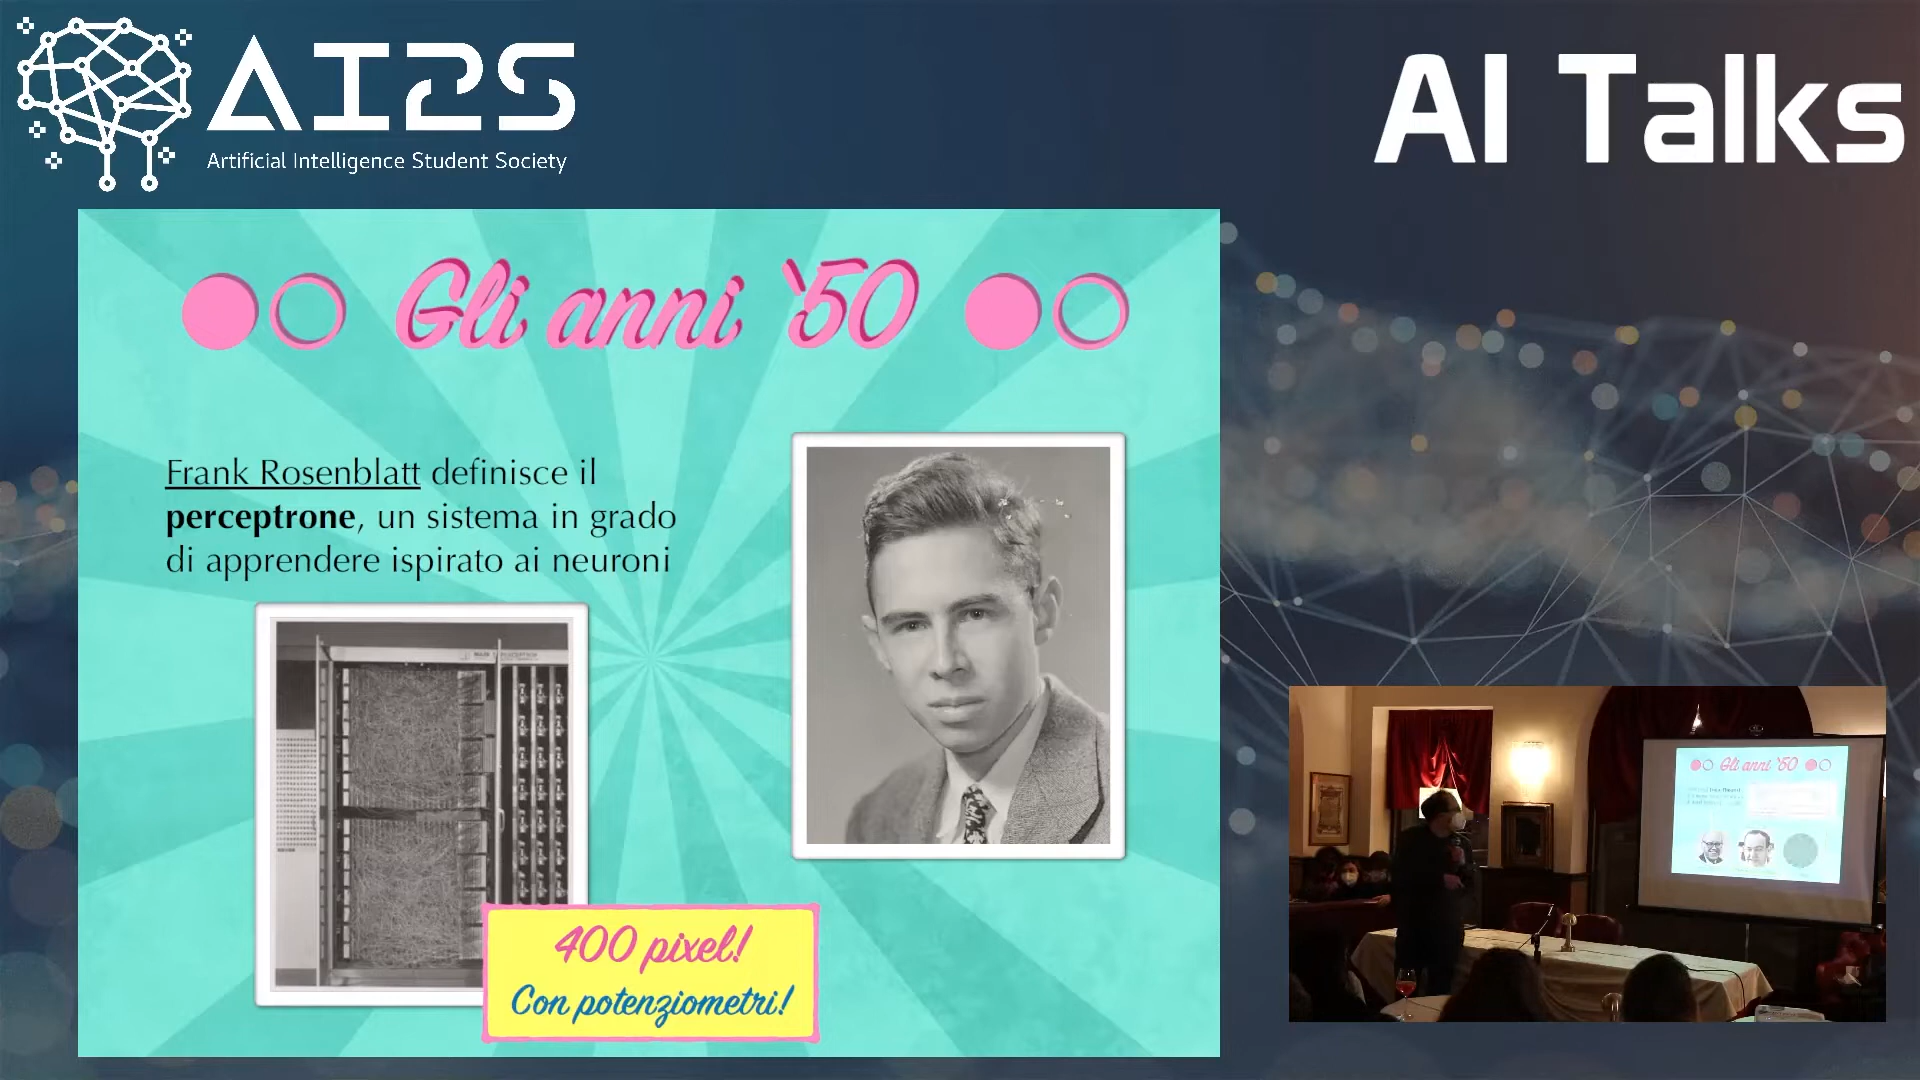 AI2S
Artificial Intelligence Student Society
AI Talks
Gli anni '50
Frank Rosenblatt definisce il
perceptrone, un sistema in grado
di apprendere ispirato ai neuroni
400 pixel!
Con potenziometri!
Gli anni '50